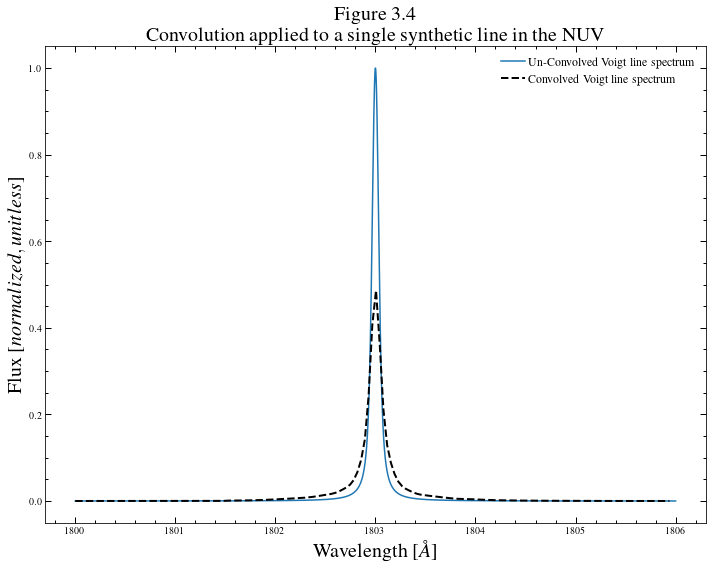 Figure 3.4
Convolution applied to a single synthetic line in the NUV
Un-Convolved Voigt line spectrum
Convolved Voigt line spectrum
Flux [normalized, unitless]
1.0
0.8
0.6
0.4
0.2
0.0
1800 1801 1802 1803 1804 1805 1806
Wavelength [Å]